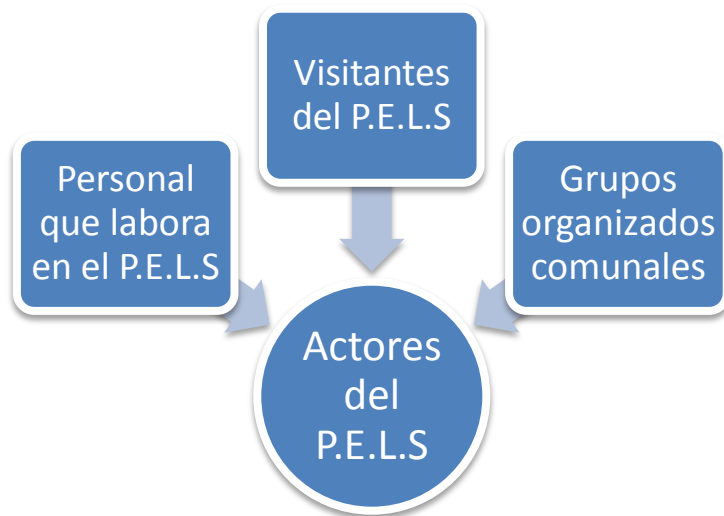 Visitantes
del P.E.L.S
Personal
que labora
en el P.E.L.S
Grupos
organizados
comunales
Actores
del
P.E.L.S